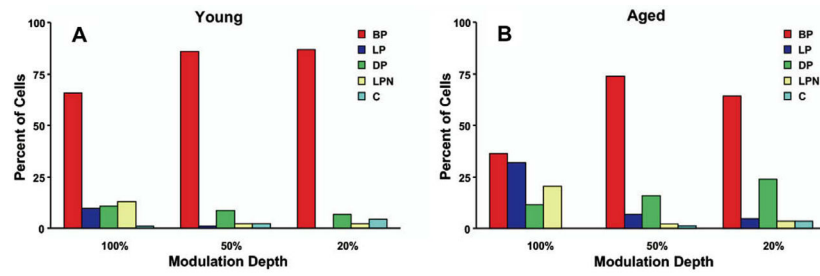 Young
A
100
75
50
25
0
Percent of Cells
BP
LP
DP
LPN
C
100%
50%
20%
Modulation Depth
Aged
B
100
75
50
25
0
Percent of Cells
BP
LP
DP
LPN
C
100%
50%
20%
Modulation Depth